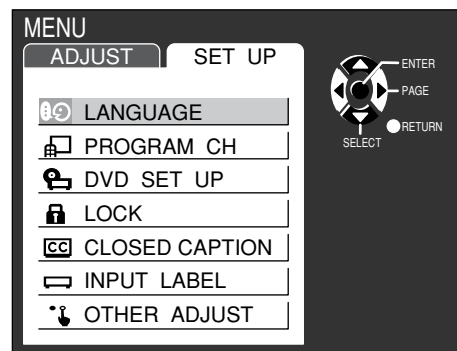 MENU
ADJUST SET UP
LANGUAGE
PROGRAM CH
DVD SET UP
LOCK
CC CLOSED CAPTION
INPUT LABEL
OTHER ADJUST
ENTER
PAGE
RETURN
SELECT